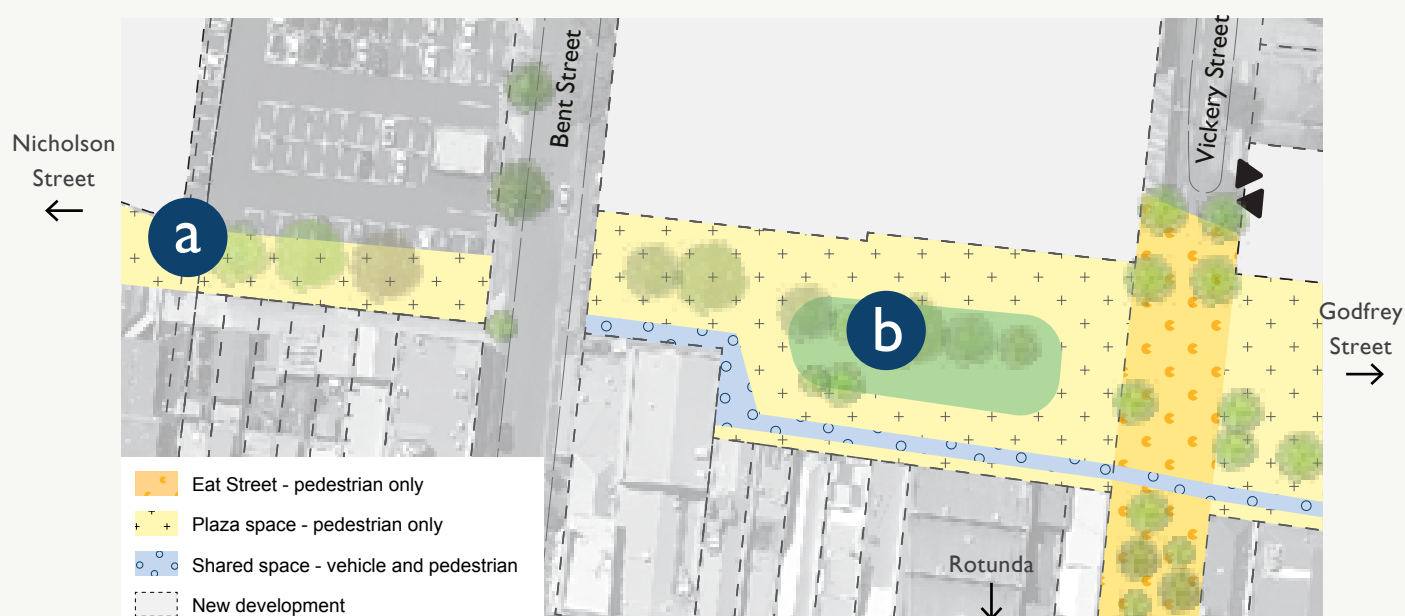 Bent Street
Vickery Street
Nicholson
Street
a
b
Godfrey
Street
Eat Street - pedestrian only
Plaza space - pedestrian only
Shared space - vehicle and pedestrian
New development
Rotunda